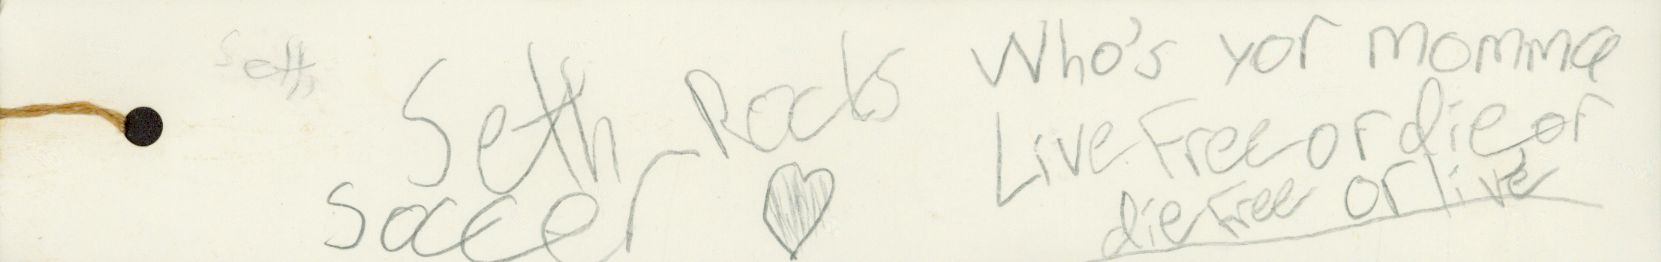 Seth
Seth Rocks
Soccer
Who's yor momma
Live Free or die or
die Free or live